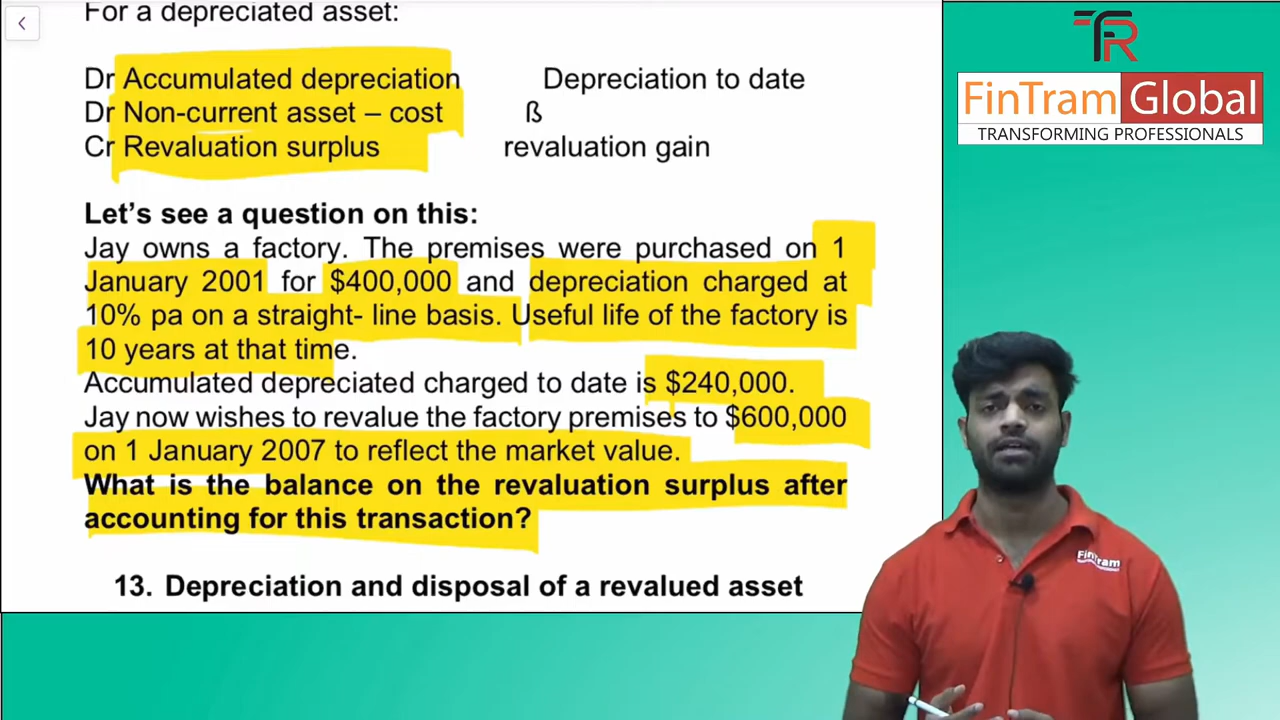 For a depreciated asset:
Dr Accumulated depreciation Depreciation to date
Dr Non-current asset – cost ß
Cr Revaluation surplus revaluation gain
Let's see a question on this:
Jay owns a factory. The premises were purchased on 1
January 2001 for $400,000 and depreciation charged at
10% pa on a straight- line basis. Useful life of the factory is
10 years at that time.
Accumulated depreciated charged to date is $240,000.
Jay now wishes to revalue the factory premises to $600,000
on 1 January 2007 to reflect the market value.
What is the balance on the revaluation surplus after
accounting for this transaction?
13. Depreciation and disposal of a revalued asset
FinTram Global
TRANSFORMING PROFESSIONALS
FinTram